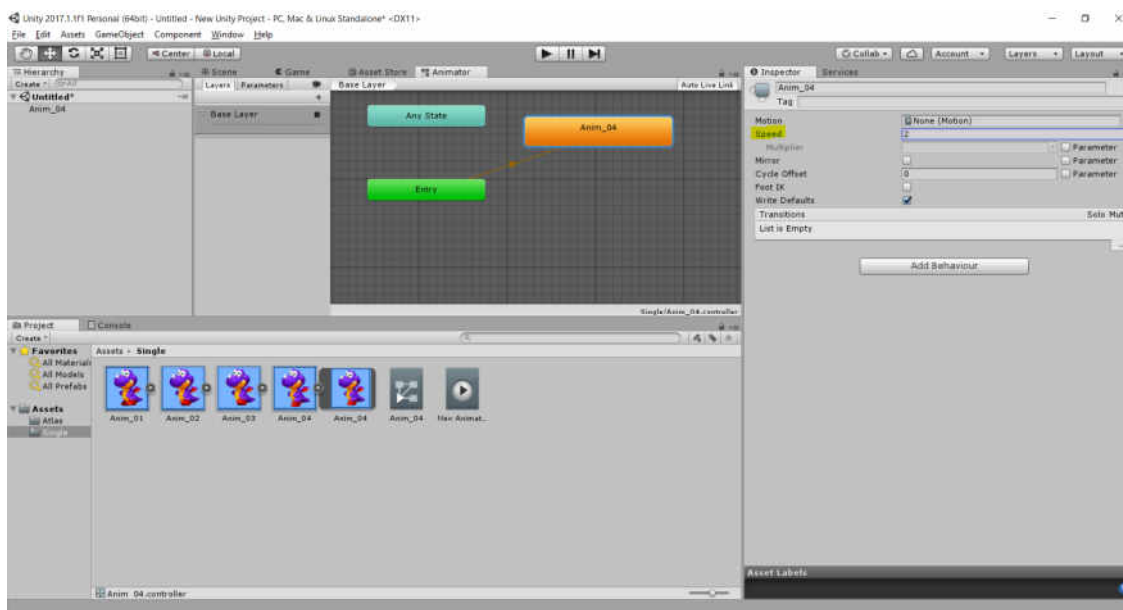 Unity 2017.1.1f1 Personal (64bit) - Untitled - New Unity Project - PC, Mac & Linux Standalone* <DX11>
File Edit Assets GameObject Component Window Help
Center Local Collab Account Layers Layout
Hierarchy
Create
Untitled*
Anim_04
Scene Game Asset Store Animator
Layers Parameters Base Layer Auto Live Link
Base Layer
Any State
Anim_04
Entry
Single/Anim_04.controller
Inspector Services
Anim_04
Tag
Motion None (Motion)
Speed 2
Multiplier Parameter
Mirror Parameter
Cycle Offset 0 Parameter
Foot IK
Write Defaults
Transitions Solo Mut
List is Empty
Add Behaviour
Project Console
Create
Favorites
All Material
All Models
All Prefabs
Assets
Atlas
Single
Assets Single
Anim_01 Anim_02 Anim_03 Anim_04 Anim_04 Anim_04
Anim_04.controller
Asset Labels